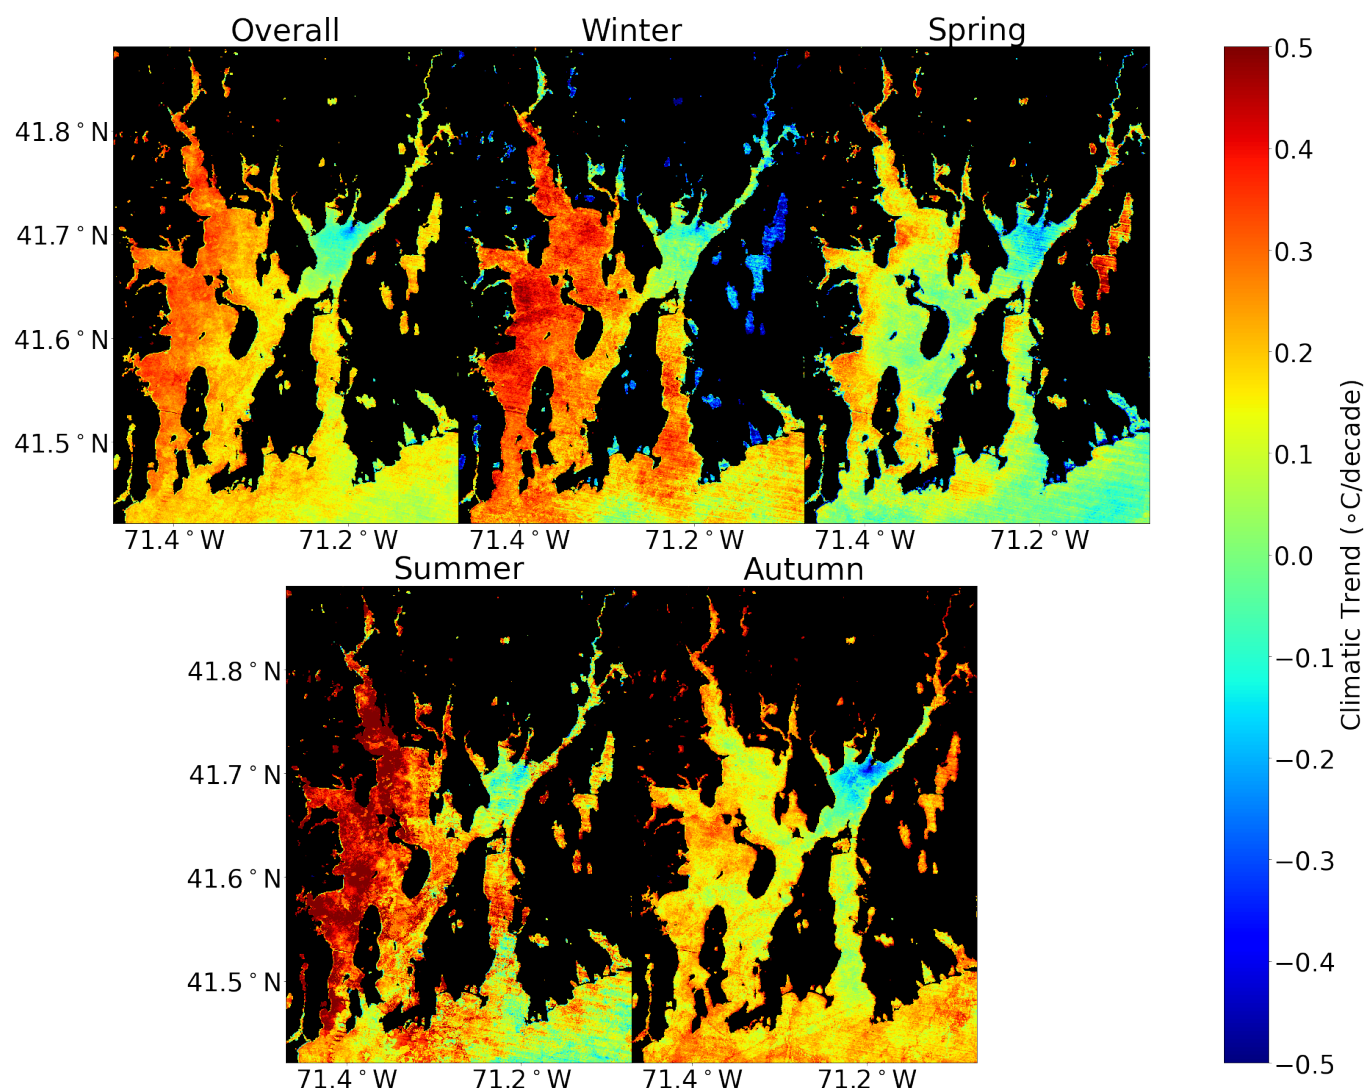 Overall Winter Spring
41.8°N
41.7°N
41.6°N
41.5°N
71.4°W 71.2°W 71.4°W 71.2°W 71.4°W 71.2°W
Summer Autumn
41.8°N
41.7°N
41.6°N
41.5°N
71.4°W 71.2°W 71.4°W 71.2°W
0.5
0.4
0.3
0.2
0.1
0.0
−0.1
−0.2
−0.3
−0.4
−0.5
Climatic Trend (∘C/decade)